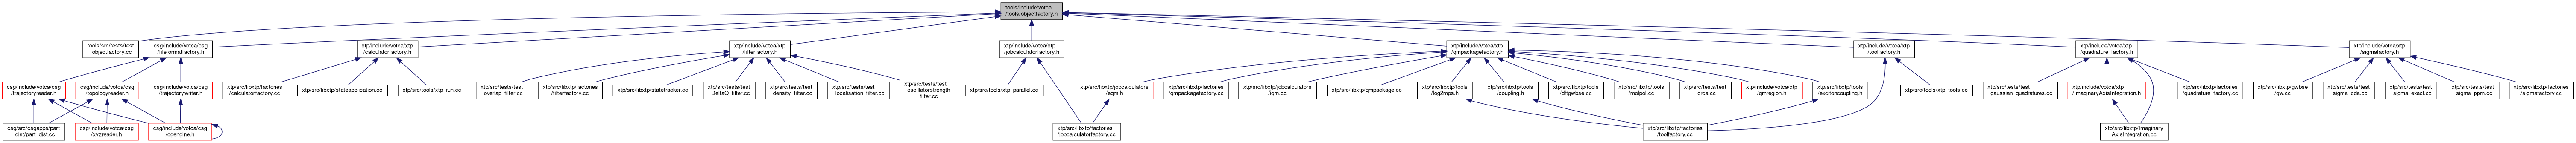 tools/include/votca
/tools/objectfactory.h
tools/src/tests/test
_objectfactory.cc
csg/include/votca/csg
/fileformatfactory.h
xtp/include/votca/xtp
/calculatorfactory.h
xtp/include/votca/xtp
/filterfactory.h
xtp/include/votca/xtp
/jobcalculatorfactory.h
xtp/include/votca/xtp
/qmpackagefactory.h
xtp/include/votca/xtp
/toolfactory.h
xtp/include/votca/xtp
/quadrature_factory.h
xtp/include/votca/xtp
/sigmafactory.h
csg/include/votca/csg
/trajectoryreader.h
csg/include/votca/csg
/topologyreader.h
csg/include/votca/csg
/trajectorywriter.h
xtp/src/libxtp/factories
/calculatorfactory.cc
xtp/src/libxtp/stateapplication.cc
xtp/src/tools/xtp_run.cc
xtp/src/tests/test
_overlap_filter.cc
xtp/src/libxtp/factories
/filterfactory.cc
xtp/src/libxtp/statetracker.cc
xtp/src/tests/test
_DeltaQ_filter.cc
xtp/src/tests/test
_density_filter.cc
xtp/src/tests/test
_localisation_filter.cc
xtp/src/tests/test
_oscillatorstrength
_filter.cc
xtp/src/tools/xtp_parallel.cc
xtp/src/libxtp/jobcalculators
/eqm.h
xtp/src/libxtp/factories
/qmpackagefactory.cc
xtp/src/libxtp/jobcalculators
/iqm.cc
xtp/src/libxtp/qmpackage.cc
xtp/src/libxtp/tools
/log2mps.h
xtp/src/libxtp/tools
/coupling.h
xtp/src/libxtp/tools
/dftgwbse.cc
xtp/src/libxtp/tools
/molpol.cc
xtp/src/tests/test
_orca.cc
xtp/include/votca/xtp
/qmregion.h
xtp/src/libxtp/tools
/excitoncoupling.h
xtp/src/tools/xtp_tools.cc
xtp/src/tests/test
_gaussian_quadratures.cc
xtp/include/votca/xtp
/ImaginaryAxisIntegration.h
xtp/src/libxtp/factories
/quadrature_factory.cc
xtp/src/libxtp/gwbse
/gw.cc
xtp/src/tests/test
_sigma_cda.cc
xtp/src/tests/test
_sigma_exact.cc
xtp/src/tests/test
_sigma_ppm.cc
xtp/src/libxtp/factories
/sigmafactory.cc
csg/src/csgapps/part
_dist/part_dist.cc
csg/include/votca/csg
/xyzreader.h
csg/include/votca/csg
/cgengine.h
xtp/src/libxtp/factories
/jobcalculatorfactory.cc
xtp/src/libxtp/factories
/toolfactory.cc
xtp/src/libxtp/Imaginary
AxisIntegration.cc